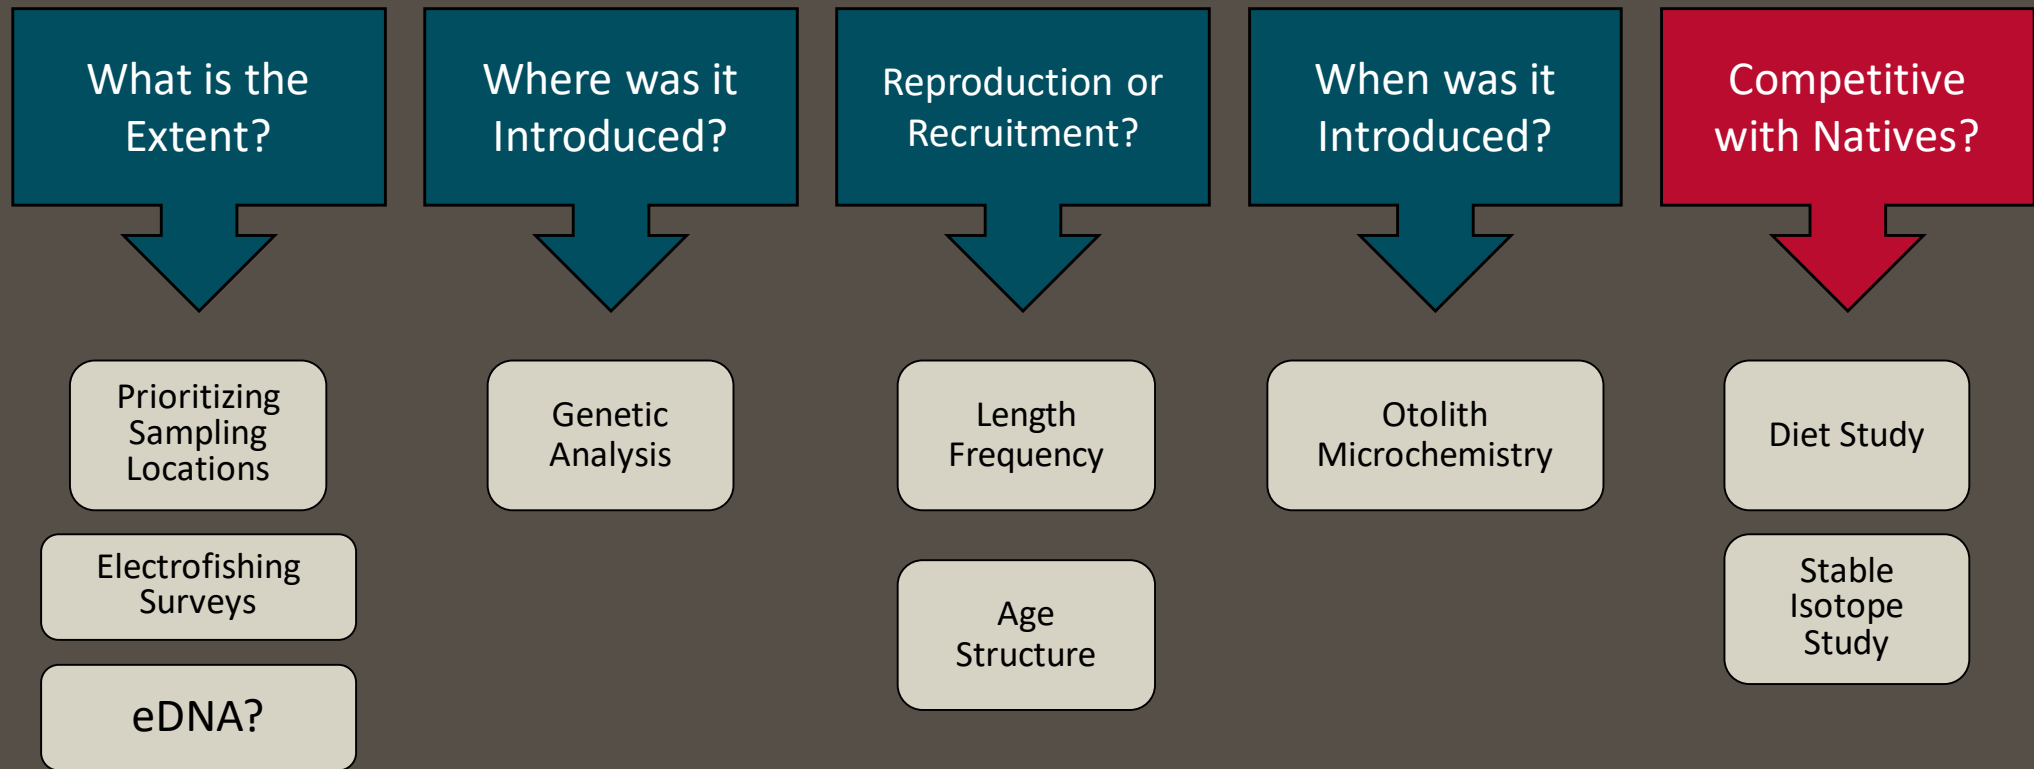 What is the
Extent?
Where was it
Introduced?
Reproduction or
Recruitment?
When was it
Introduced?
Competitive
with Natives?
Prioritizing
Sampling
Locations
Electrofishing
Surveys
eDNA?
Genetic
Analysis
Length
Frequency
Age
Structure
Otolith
Microchemistry
Diet Study
Stable
Isotope
Study